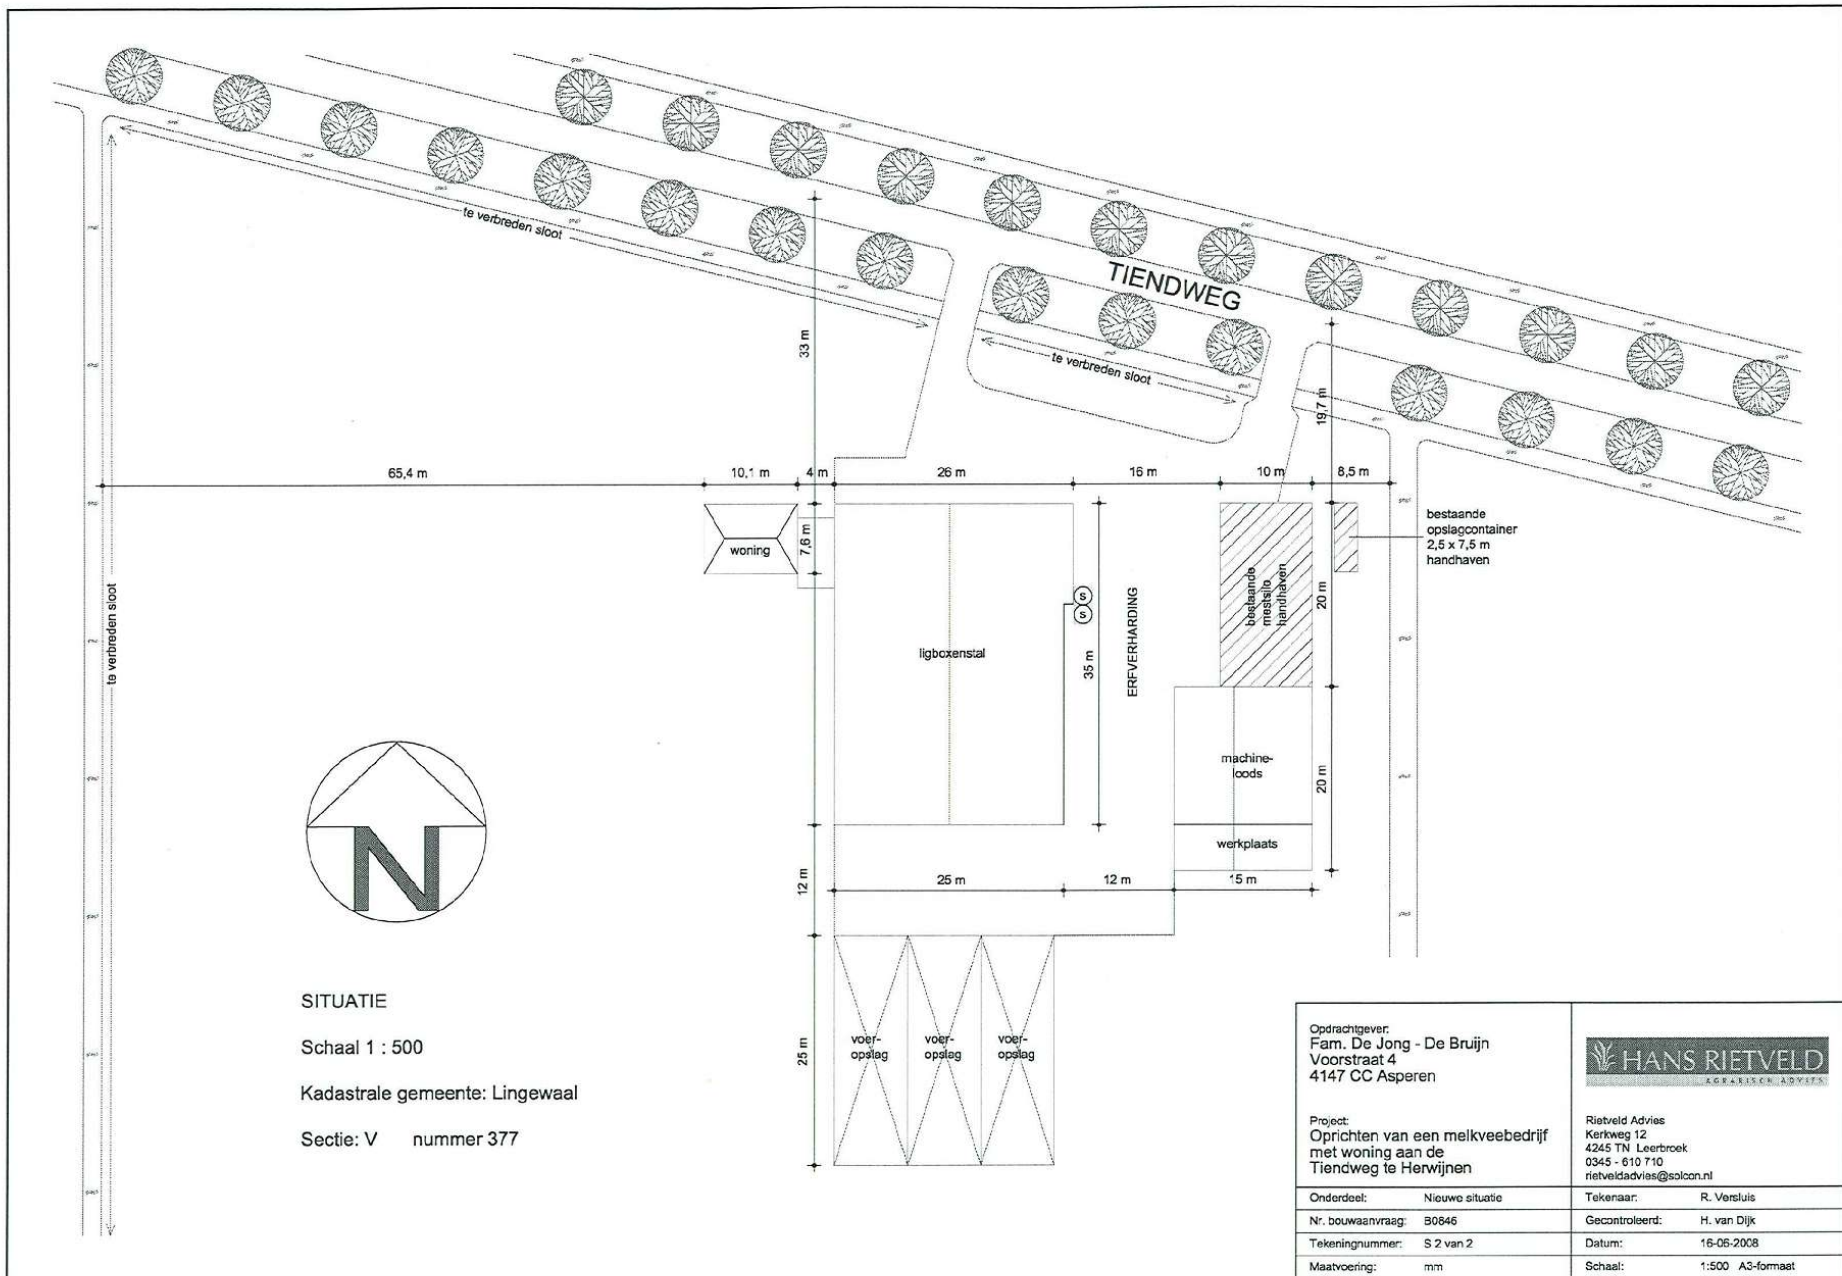 TIENDWEG
te verbreden sloot
te verbreden sloot
te verbreden sloot
33 m
19,7 m
65,4 m
10,1 m
4 m
26 m
16 m
10 m
8,5 m
woning
7,6 m
bestaande
opslagcontainer
2,5 x 7,5 m
handhaven
bestaande
mestsilo
handhaven
20 m
S
S
ERFVERHARDING
35 m
ligboxenstal
machine-
loods
20 m
werkplaats
12 m
25 m
12 m
15 m
25 m
voer-
opslag
voer-
opslag
voer-
opslag
N
SITUATIE
Schaal 1 : 500
Kadastrale gemeente: Lingewaal
Sectie: V nummer 377
Opdrachtgever:
Fam. De Jong - De Bruijn
Voorstraat 4
4147 CC Asperen
Project:
Oprichten van een melkveebedrijf
met woning aan de
Tiendweg te Herwijnen
HANS RIETVELD
AGRARISCH ADVIES
Rietveld Advies
Kerkweg 12
4245 TN Leerbroek
0345 - 610 710
rietveldadvies@solcon.nl
Onderdeel: Nieuwe situatie
Tekenaar: R. Versluis
Nr. bouwaanvraag: B0846
Gecontroleerd: H. van Dijk
Tekeningnummer: S 2 van 2
Datum: 16-06-2008
Maatvoering: mm
Schaal: 1:500 A3-formaat